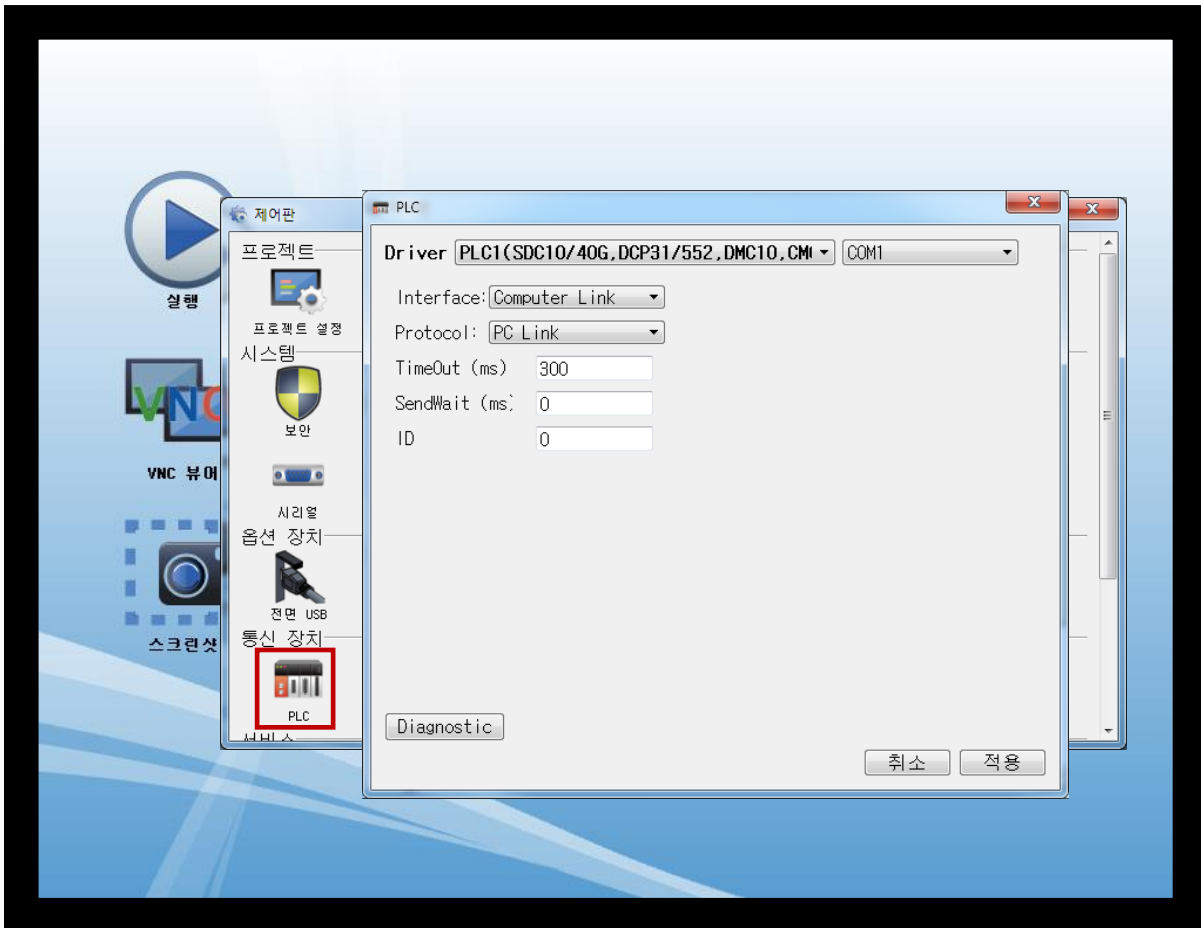 실행
VNC 뷰어
스크린샷
제어판
프로젝트
프로젝트 설정
시스템
보안
시리얼
옵션 장치
전면 USB
통신 장치
PLC
서비스
PLC
Driver PLC1(SDC10/40G,DCP31/552,DMC10,CM COM1
Interface: Computer Link
Protocol: PC Link
TimeOut (ms) 300
SendWait (ms) 0
ID 0
Diagnostic
취소 적용